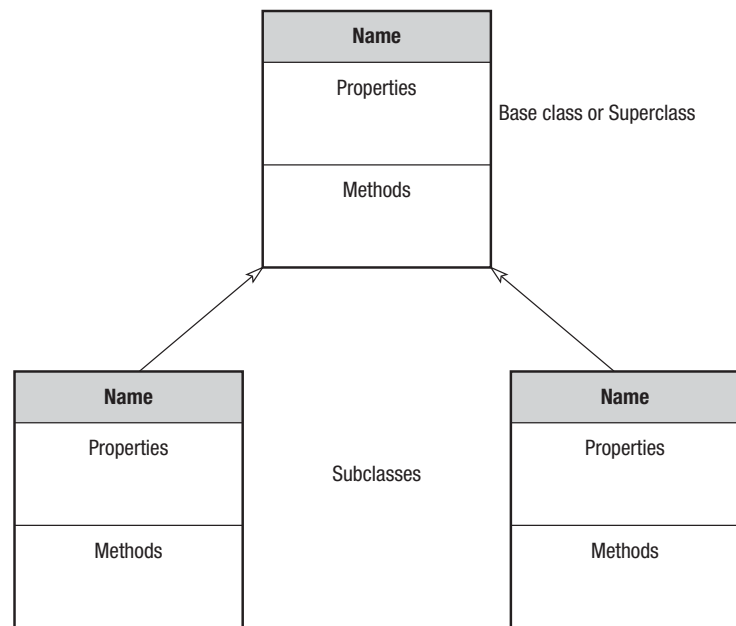 Name
Properties
Base class or Superclass
Methods
Name
Name
Properties
Properties
Subclasses
Methods
Methods